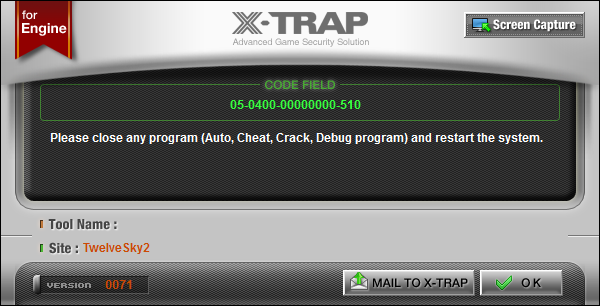 for
Engine
X-TRAP
Advanced Game Security Solution
Screen Capture
CODE FIELD
05-0400-00000000-510
Please close any program (Auto, Cheat, Crack, Debug program) and restart the system.
Tool Name :
Site : TwelveSky2
VERSION 0071
MAIL TO X-TRAP
OK